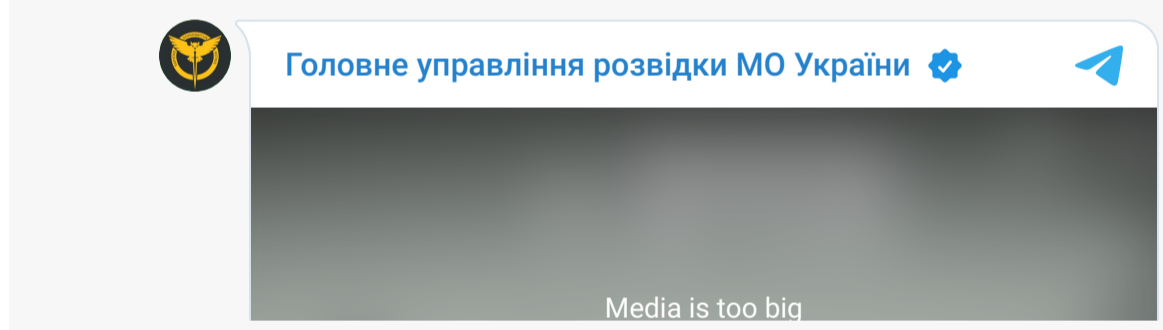 Головне управління розвідки МО України
Media is too big